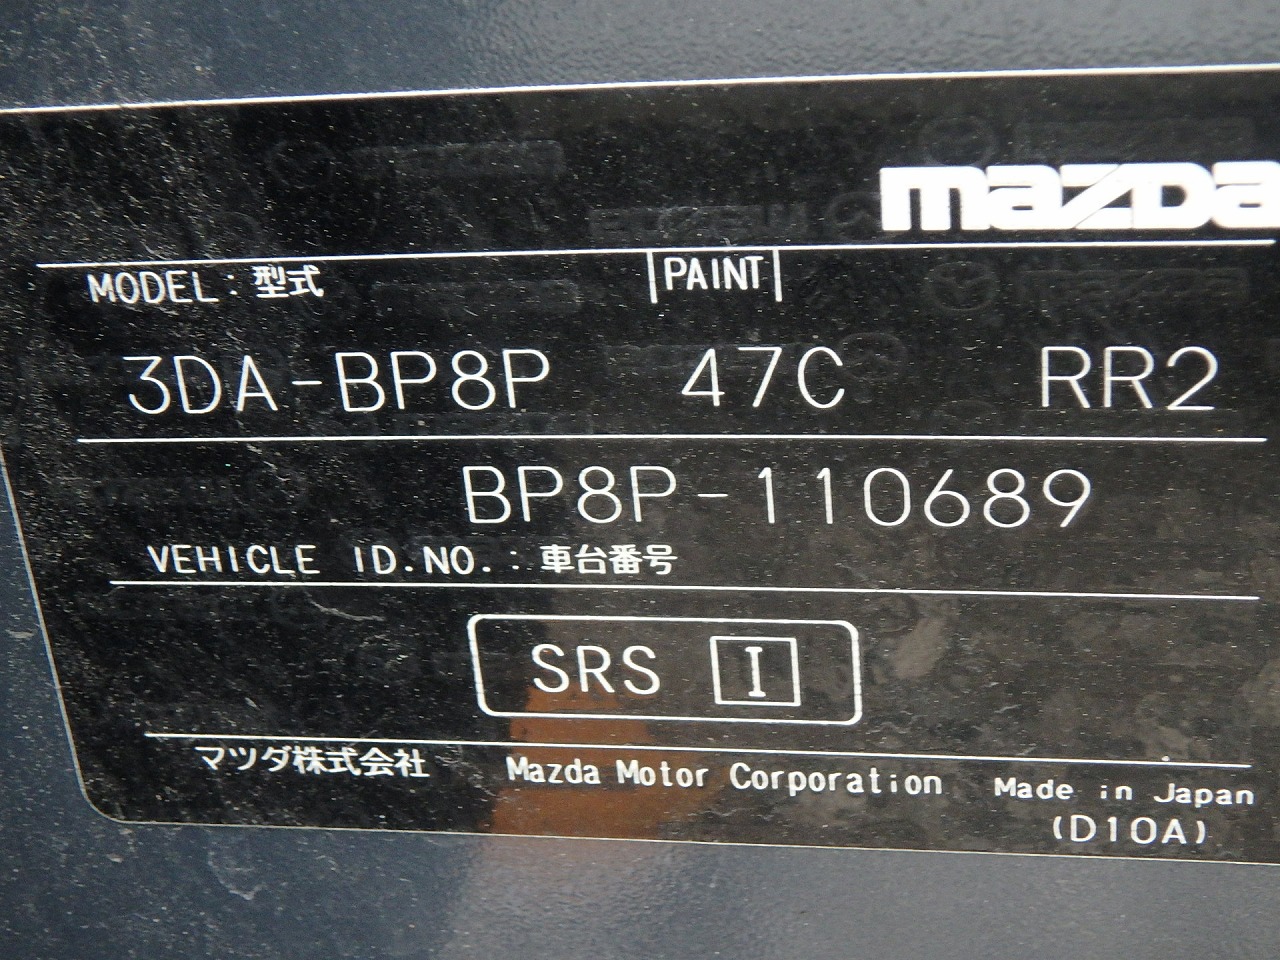 mazda
MODEL : 型式 PAINT
3DA-BP8P 47C RR2
BP8P-110689
VEHICLE ID.NO. : 車台番号
SRS I
マツダ株式会社 Mazda Motor Corporation Made in Japan
(D10A)